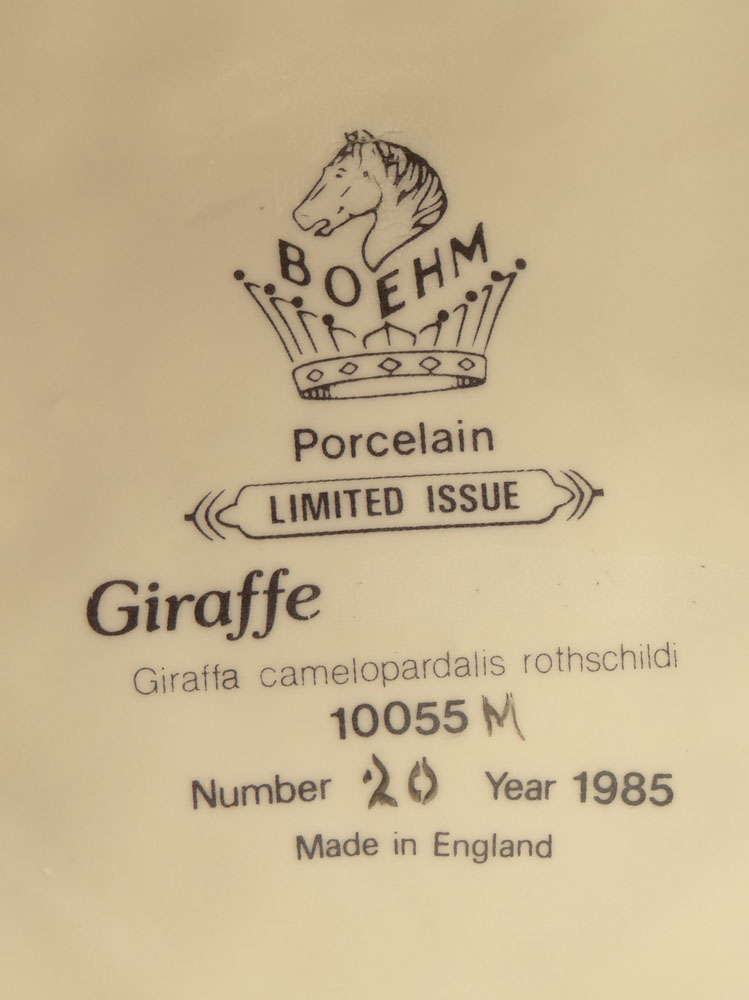 BOEHM
Porcelain
LIMITED ISSUE
Giraffe
Giraffa camelopardalis rothschildi
10055 M
Number 20 Year 1985
Made in England